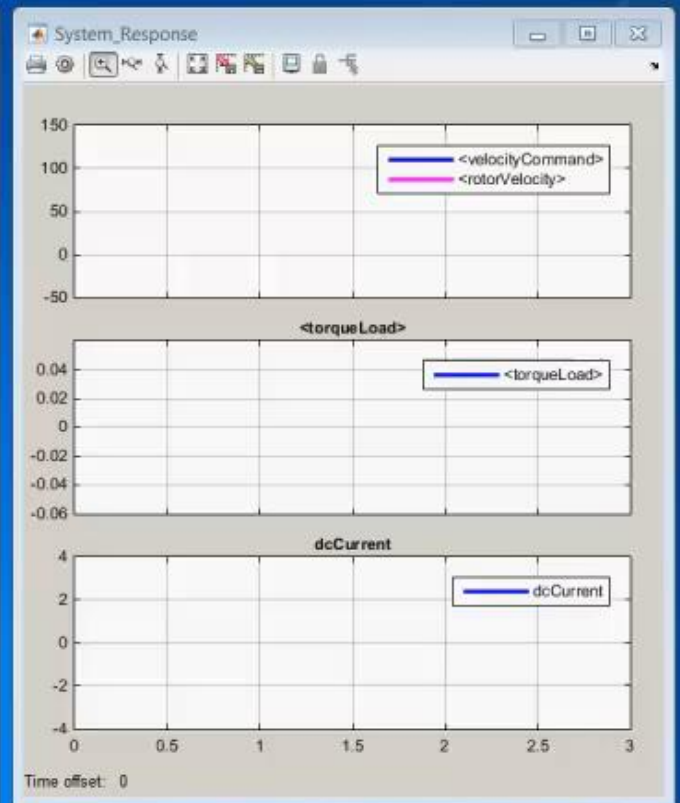 System_Response
150
100
50
0
-50
<velocityCommand>
<rotorVelocity>
<torqueLoad>
0.04
0.02
0
-0.02
-0.04
-0.06
<torqueLoad>
dcCurrent
4
2
0
-2
-4
dcCurrent
0 0.5 1 1.5 2 2.5 3
Time offset: 0